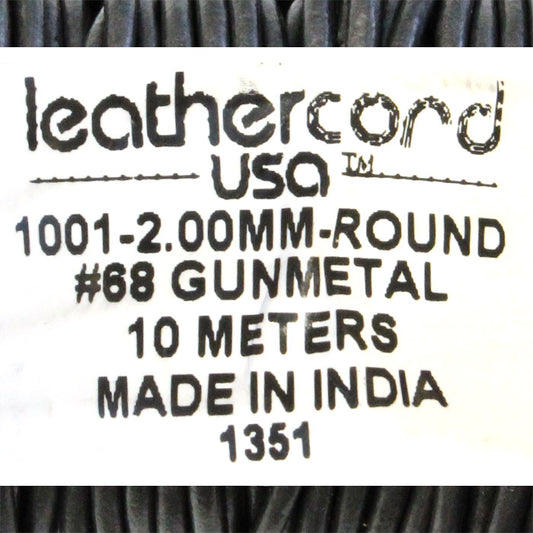 leathercord
usa TM
1001-2.00MM-ROUND
#68 GUNMETAL
10 METERS
MADE IN INDIA
1351